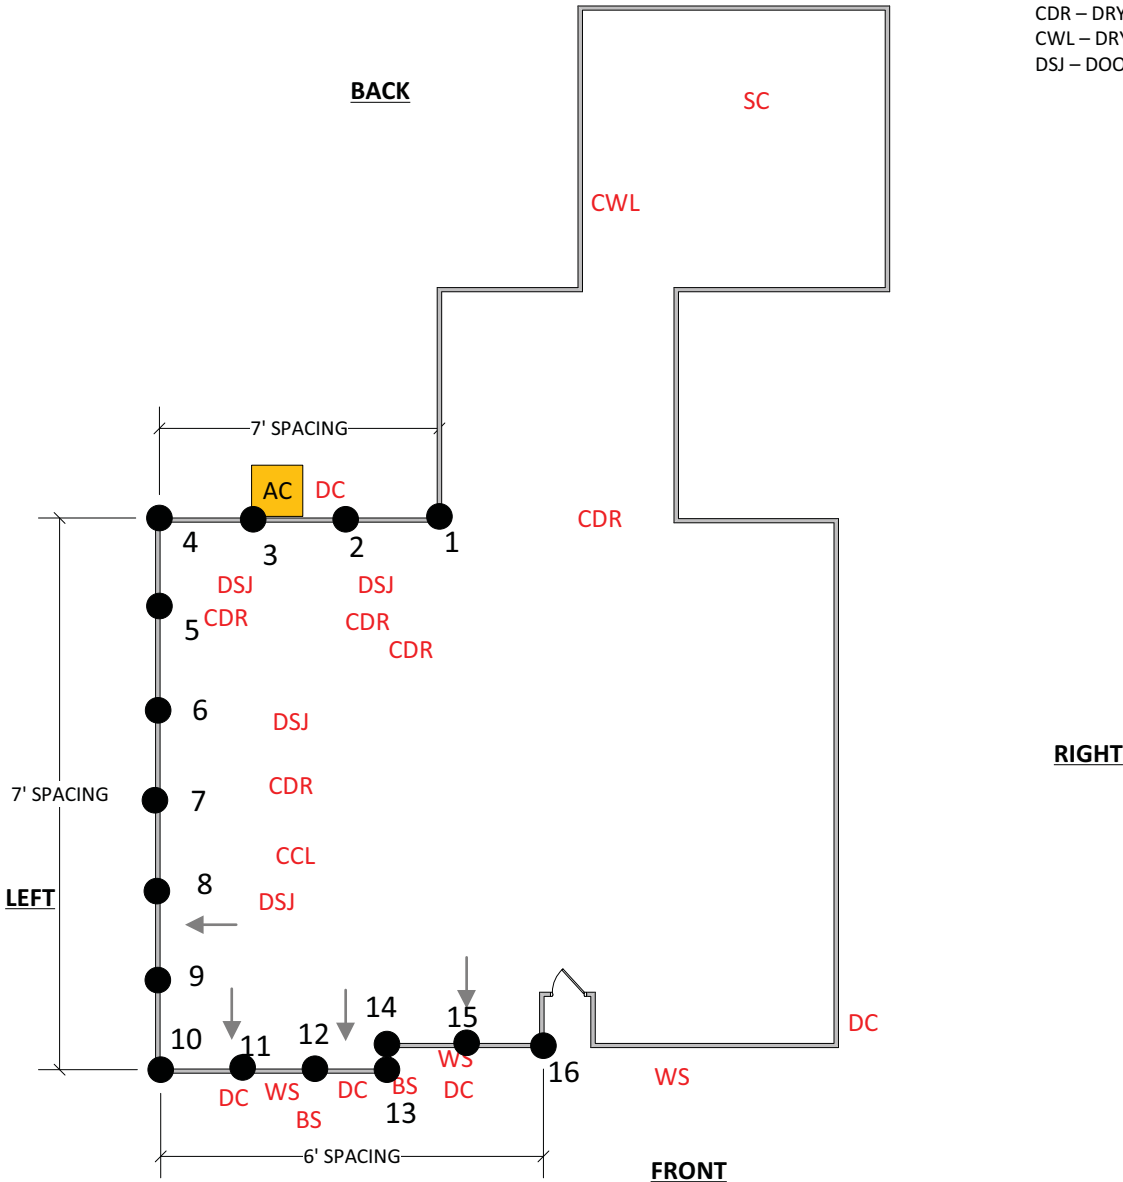 CDR – DRY
CWL – DRY
DSJ – DOO
BACK
SC
CWL
7' SPACING
AC
DC
CDR
4
3
2
1
DSJ
DSJ
5
CDR
CDR
CDR
6
DSJ
RIGHT
CDR
7' SPACING
7
CCL
8
LEFT
DSJ
9
14
15
DC
10
11
12
WS
16
WS
DC
WS
DC
BS
DC
BS
13
6' SPACING
FRONT